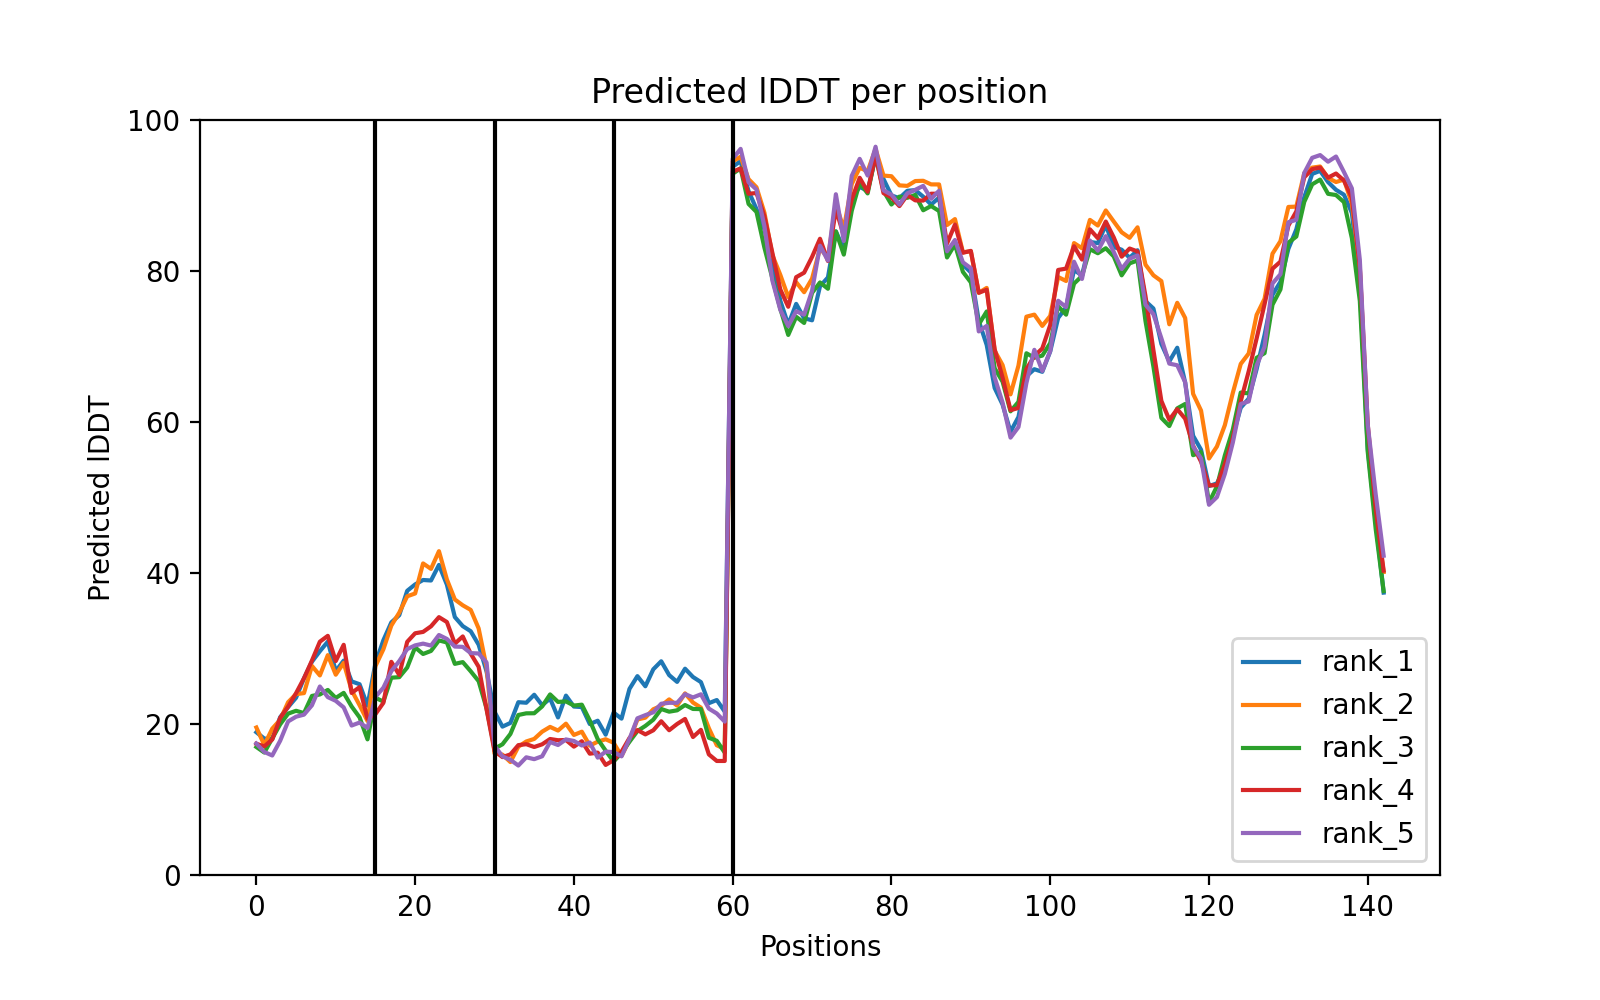 Predicted lDDT per position
Predicted lDDT
100
80
60
40
20
0
0 20 40 60 80 100 120 140
Positions
rank_1
rank_2
rank_3
rank_4
rank_5